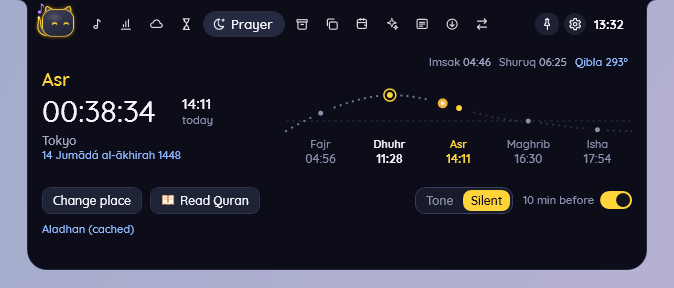 Prayer
13:32
Imsak 04:46 Shuruq 06:25 Qibla 293°
Asr
00:38:34
14:11
today
Tokyo
14 Jumādá al-ākhirah 1448
Fajr Dhuhr Asr Maghrib Isha
04:56 11:28 14:11 16:30 17:54
Change place
Read Quran
Tone Silent
10 min before
Aladhan (cached)